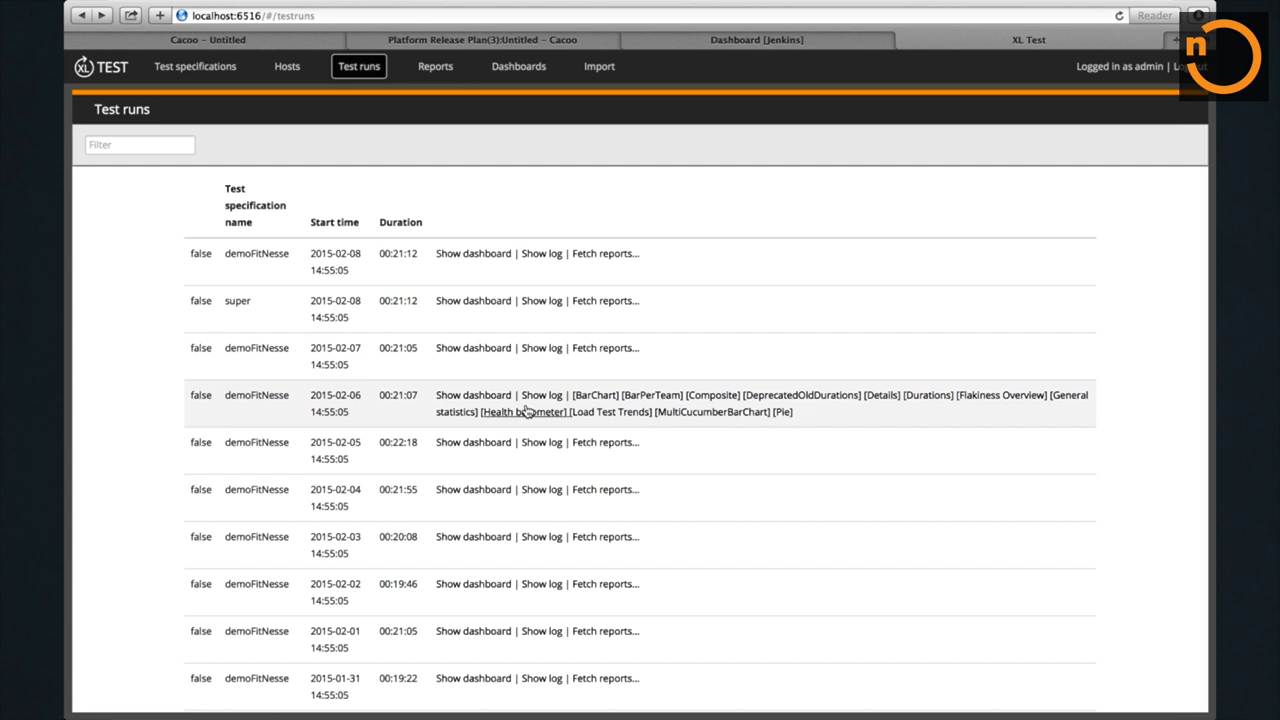 localhost:6516/#/testruns
Reader
Cacoo – Untitled
Platform Release Plan(3):Untitled – Cacoo
Dashboard [Jenkins]
XL Test
n
XL TEST
Test specifications
Hosts
Test runs
Reports
Dashboards
Import
Logged in as admin |
Test runs
Filter
Test
specification
name
Start time
Duration
false demoFitNesse 2015-02-08 00:21:12 Show dashboard | Show log | Fetch reports...
14:55:05
false super 2015-02-08 00:21:12 Show dashboard | Show log | Fetch reports...
14:55:05
false demoFitNesse 2015-02-07 00:21:05 Show dashboard | Show log | Fetch reports...
14:55:05
false demoFitNesse 2015-02-06 00:21:07 Show dashboard | Show log | [BarChart] [BarPerTeam] [Composite] [DeprecatedOldDurations] [Details] [Durations] [Flakiness Overview] [General
14:55:05 statistics] [Health barometer] [Load Test Trends] [MultiCucumberBarChart] [Pie]
false demoFitNesse 2015-02-05 00:22:18 Show dashboard | Show log | Fetch reports...
14:55:05
false demoFitNesse 2015-02-04 00:21:55 Show dashboard | Show log | Fetch reports...
14:55:05
false demoFitNesse 2015-02-03 00:20:08 Show dashboard | Show log | Fetch reports...
14:55:05
false demoFitNesse 2015-02-02 00:19:46 Show dashboard | Show log | Fetch reports...
14:55:05
false demoFitNesse 2015-02-01 00:21:05 Show dashboard | Show log | Fetch reports...
14:55:05
false demoFitNesse 2015-01-31 00:19:22 Show dashboard | Show log | Fetch reports...
14:55:05